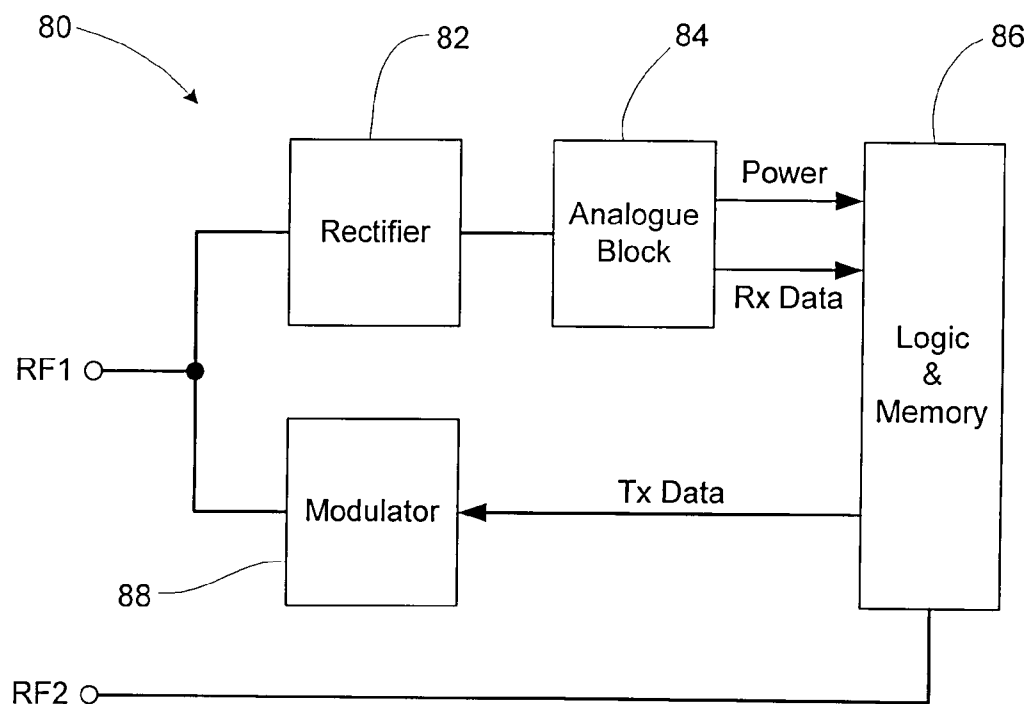 80
82
84
86
Rectifier
Analogue
Block
Power
Rx Data
Logic
&
Memory
RF1
Modulator
Tx Data
88
RF2